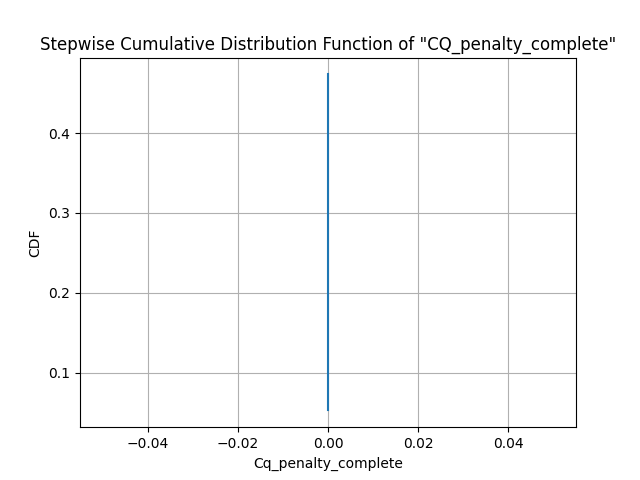 Stepwise Cumulative Distribution Function of "CQ_penalty_complete"
CDF
0.4
0.3
0.2
0.1
−0.04 −0.02 0.00 0.02 0.04
Cq_penalty_complete